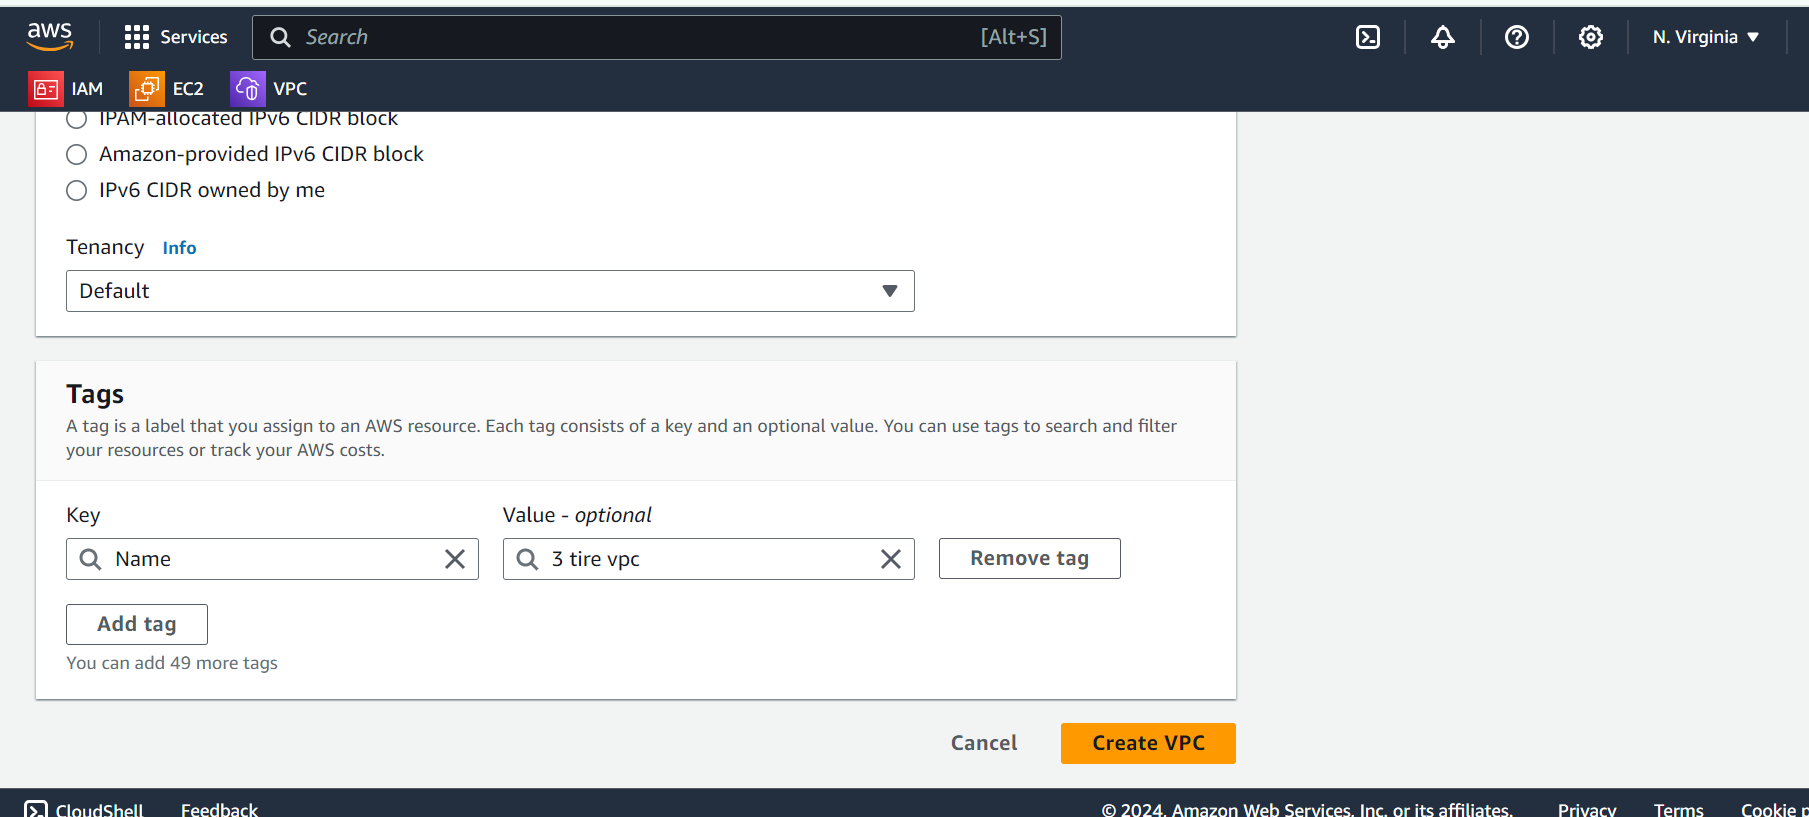 aws
Services
Search
[Alt+S]
N. Virginia
IAM
EC2
VPC
IPAM-allocated IPv6 CIDR block
Amazon-provided IPv6 CIDR block
IPv6 CIDR owned by me
Tenancy Info
Default
Tags
A tag is a label that you assign to an AWS resource. Each tag consists of a key and an optional value. You can use tags to search and filter
your resources or track your AWS costs.
Key
Value - optional
Name
3 tire vpc
Remove tag
Add tag
You can add 49 more tags
Cancel
Create VPC
CloudShell
Feedback
© 2024, Amazon Web Services, Inc. or its affiliates.
Privacy
Terms
Cookie p